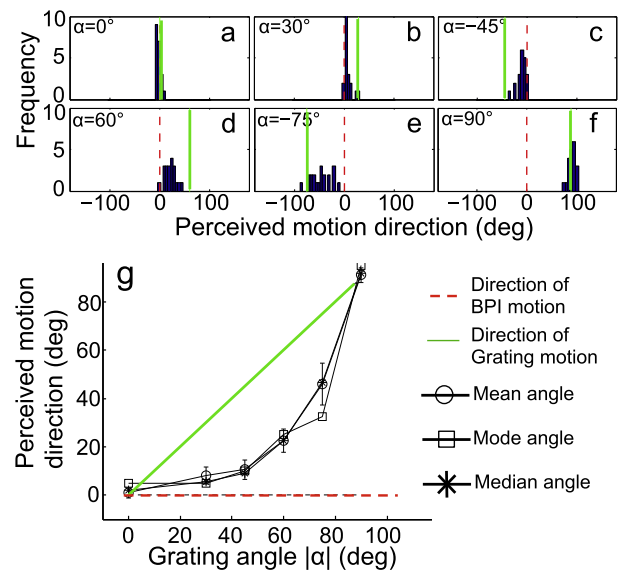 α=0° a
α=30° b
α=−45° c
α=60° d
α=−75° e
α=90° f
10
5
0
10
5
0
Frequency
−100 0 100 −100 0 100 −100 0 100
Perceived motion direction (deg)
g
80
60
40
20
0
Perceived motion
direction (deg)
0 20 40 60 80 100
Grating angle |α| (deg)
Direction of
BPI motion
Direction of
Grating motion
Mean angle
Mode angle
Median angle